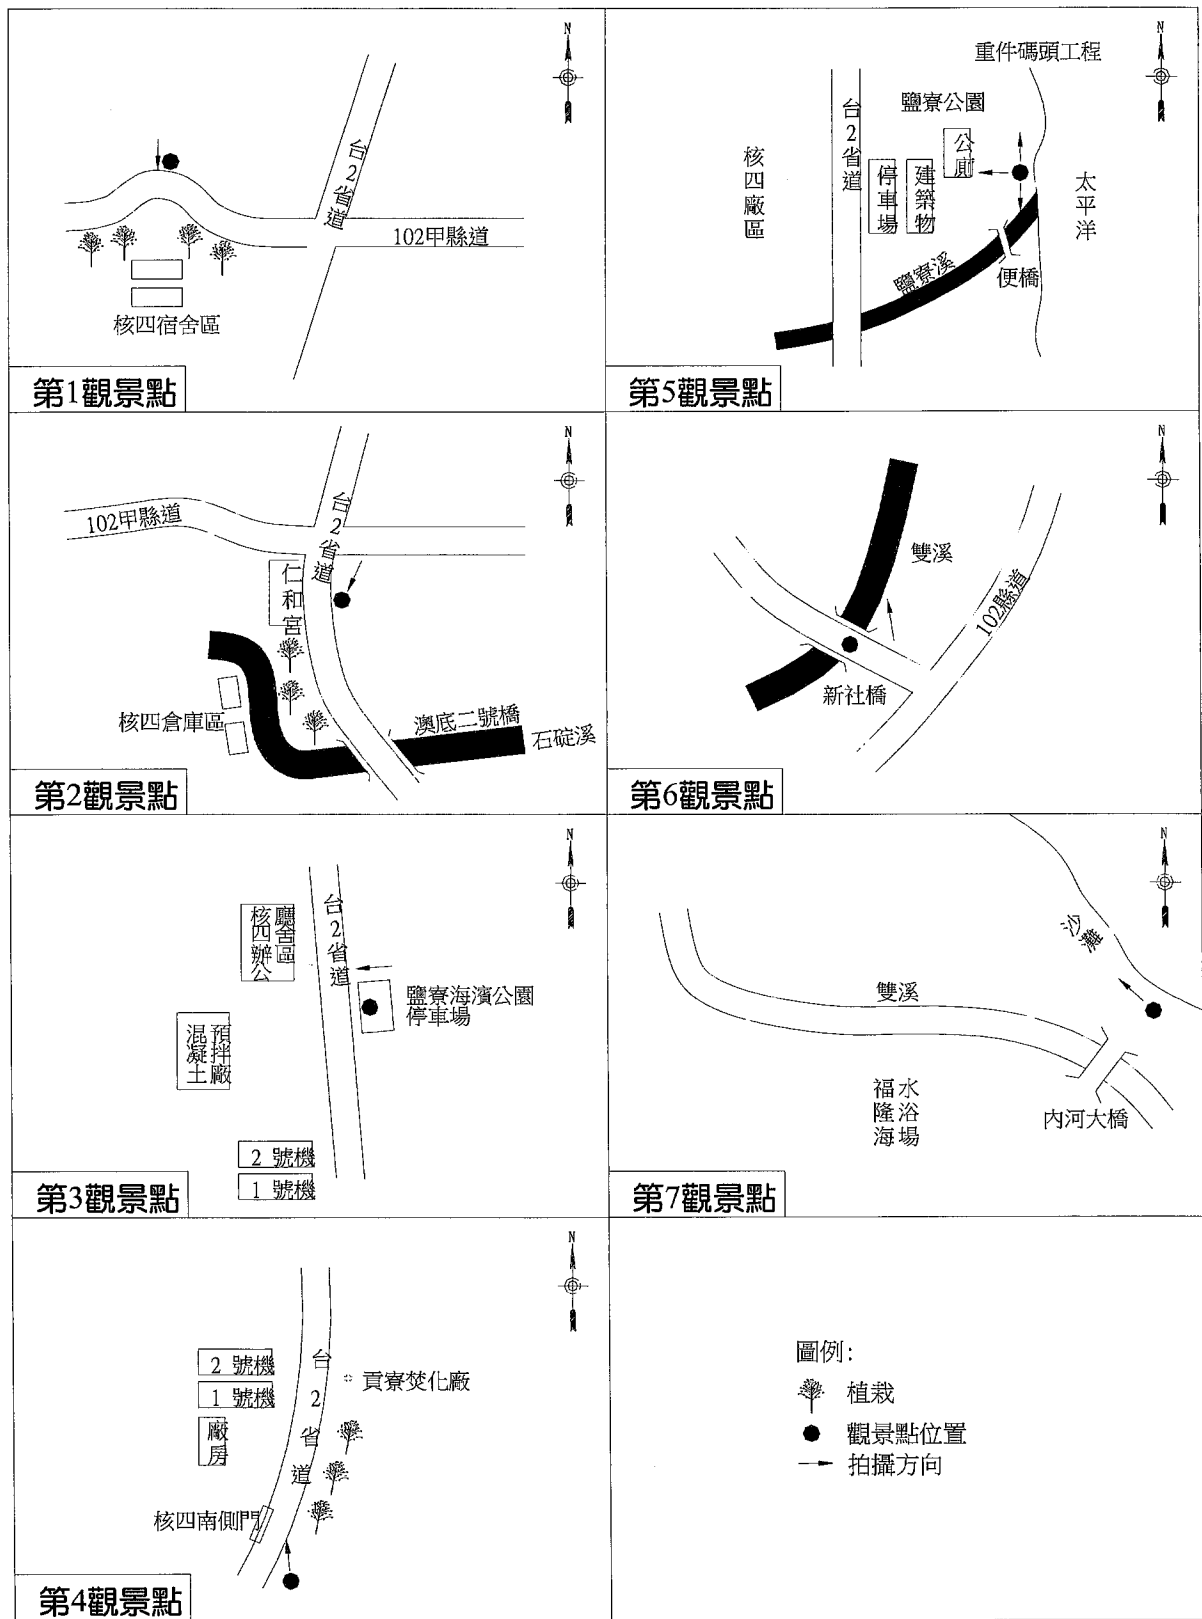 N
台2省道
102甲縣道
核四宿舍區
第1觀景點
N
102甲縣道
台2省道
仁和宮
核四倉庫區
澳底二號橋
石碇溪
第2觀景點
N
核四辦公
廳舍區
台2省道
鹽寮海濱公園
停車場
混凝土
預拌廠
2 號機
1 號機
第3觀景點
N
2 號機
1 號機
廠房
台2省道
貢寮焚化廠
核四南側門
第4觀景點
重件碼頭工程
N
鹽寮公園
台2省道
核四廠區
停車場
建築物
公廁
太平洋
鹽寮溪
便橋
第5觀景點
N
雙溪
102縣道
新社橋
第6觀景點
N
沙灘
雙溪
福隆海
水浴場
內河大橋
第7觀景點
圖例:
植栽
觀景點位置
拍攝方向